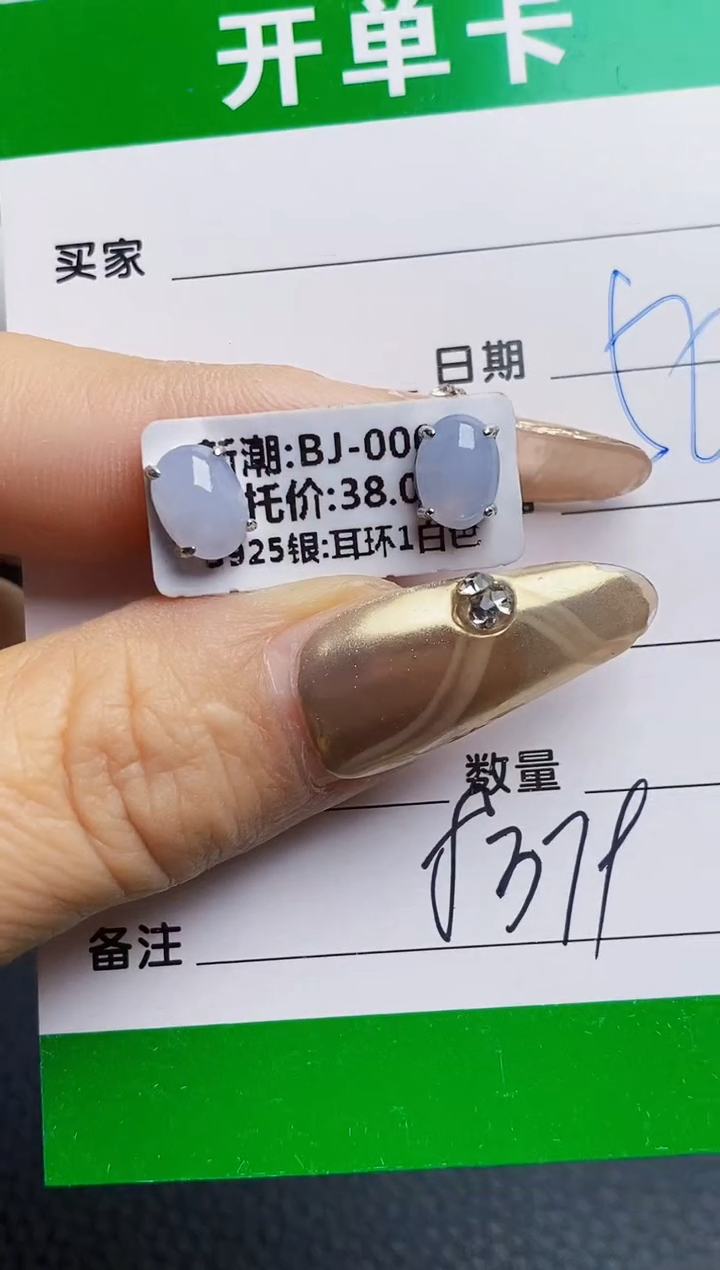 开单卡
买家
日期
新潮:BJ-00
托价:38.0
S925银:耳环1白色
数量
备注